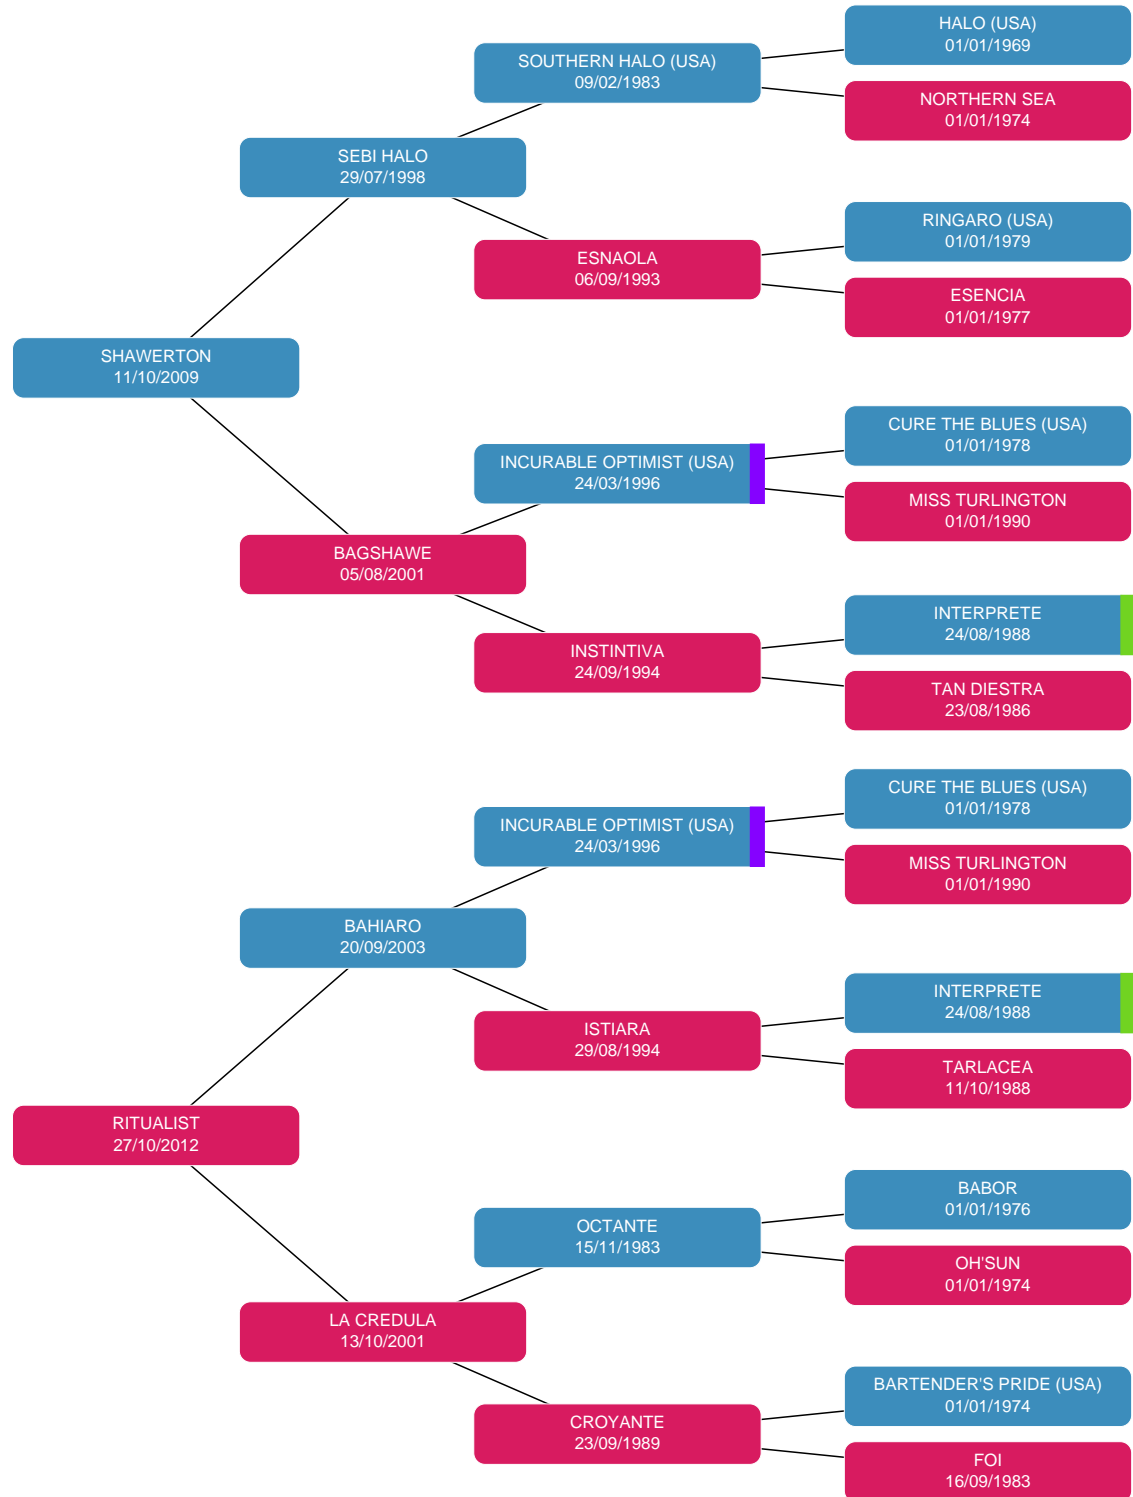 HALO (USA)
01/01/1969
SOUTHERN HALO (USA)
09/02/1983
NORTHERN SEA
01/01/1974
SEBI HALO
29/07/1998
RINGARO (USA)
01/01/1979
ESNAOLA
06/09/1993
ESENCIA
01/01/1977
SHAWERTON
11/10/2009
CURE THE BLUES (USA)
01/01/1978
INCURABLE OPTIMIST (USA)
24/03/1996
MISS TURLINGTON
01/01/1990
BAGSHAWE
05/08/2001
INTERPRETE
24/08/1988
INSTINTIVA
24/09/1994
TAN DIESTRA
23/08/1986
CURE THE BLUES (USA)
01/01/1978
INCURABLE OPTIMIST (USA)
24/03/1996
MISS TURLINGTON
01/01/1990
BAHIARO
20/09/2003
INTERPRETE
24/08/1988
ISTIARA
29/08/1994
TARLACEA
11/10/1988
RITUALIST
27/10/2012
BABOR
01/01/1976
OCTANTE
15/11/1983
OH'SUN
01/01/1974
LA CREDULA
13/10/2001
BARTENDER'S PRIDE (USA)
01/01/1974
CROYANTE
23/09/1989
FOI
16/09/1983